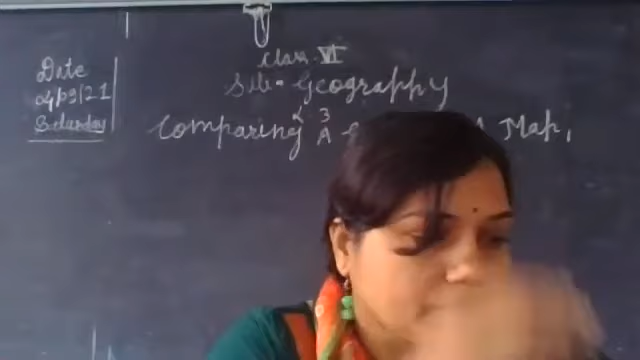 Date
04/09/21
Saturday
Class VI
Sub - Geography
Comparing A Map,